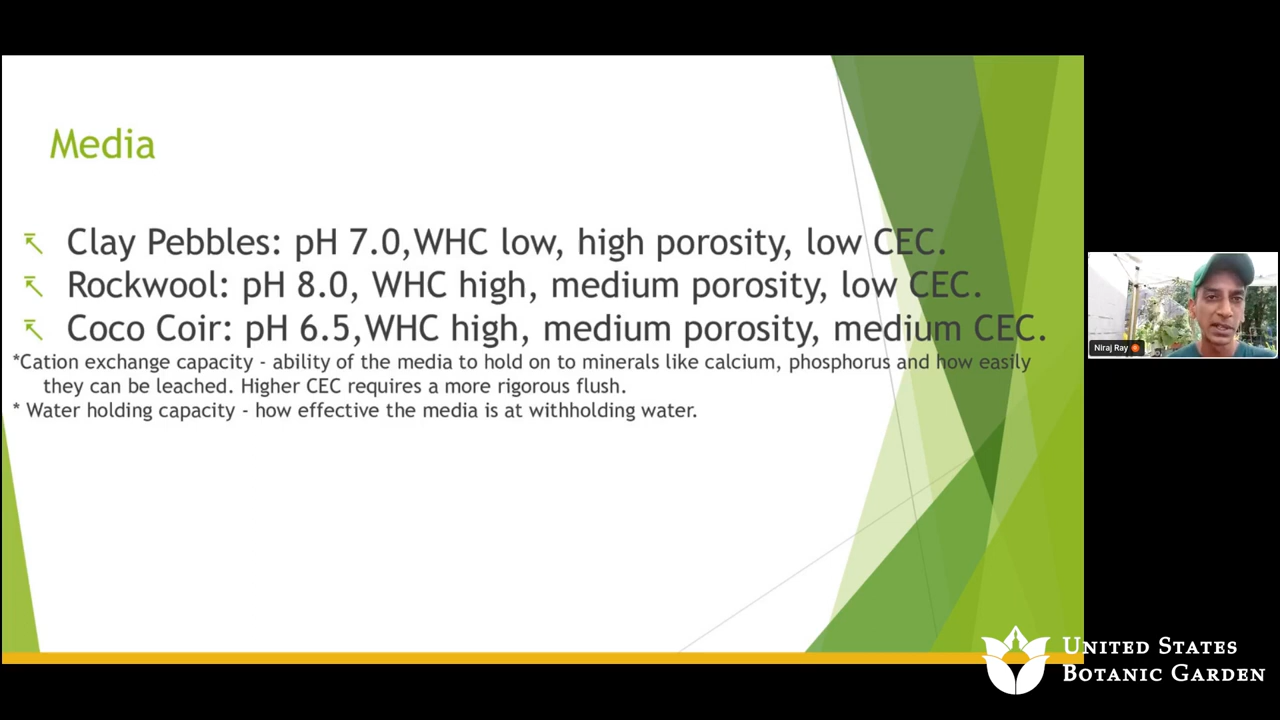 Media
Clay Pebbles: pH 7.0,WHC low, high porosity, low CEC.
Rockwool: pH 8.0, WHC high, medium porosity, low CEC.
Coco Coir: pH 6.5,WHC high, medium porosity, medium CEC.
*Cation exchange capacity - ability of the media to hold on to minerals like calcium, phosphorus and how easily
they can be leached. Higher CEC requires a more rigorous flush.
* Water holding capacity - how effective the media is at withholding water.
Niraj Ray
UNITED STATES
BOTANIC GARDEN